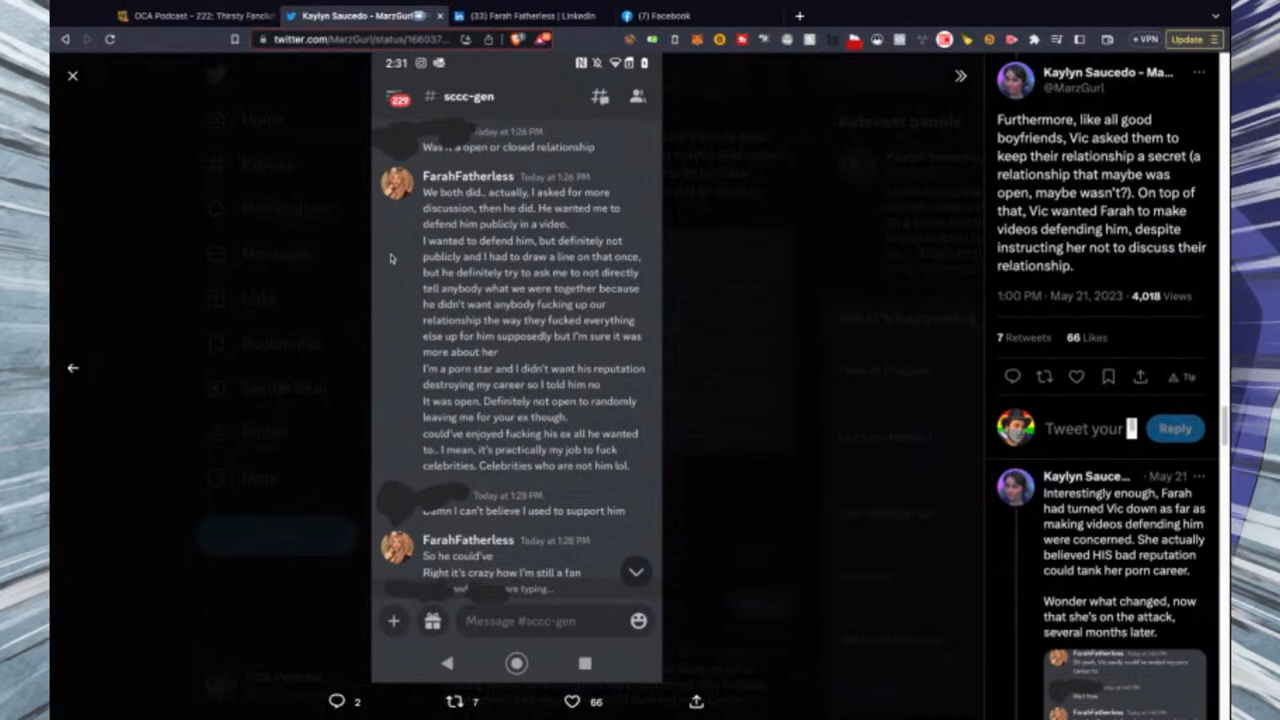 OCA Podcast – 222: Thirsty Fanclu
Kaylyn Saucedo – MarzGurl
(33) Farah Fatherless | LinkedIn
(7) Facebook
twitter.com/MarzGurl/status/166037...
VPN
Update
2:31
229
# sccc-gen
Today at 1:26 PM
Was it a open or closed relationship
FarahFatherless Today at 1:26 PM
We both did.. actually, I asked for more
discussion, then he did. He wanted me to
defend him publicly in a video.
I wanted to defend him, but definitely not
publicly and I had to draw a line on that once,
but he definitely try to ask me to not directly
tell anybody what we were together because
he didn't want anybody fucking up our
relationship the way they fucked everything
else up for him supposedly but I'm sure it was
more about her
I'm a porn star and I didn't want his reputation
destroying my career so I told him no
It was open. Definitely not open to randomly
leaving me for your ex though.
could've enjoyed fucking his ex all he wanted
to.. I mean, it's practically my job to fuck
celebrities. Celebrities who are not him lol.
Today at 1:28 PM
Damn I can't believe I used to support him
FarahFatherless Today at 1:28 PM
So he could've
Right it's crazy how I'm still a fan
and are typing...
Message #sccc-gen
2
7
66
Kaylyn Saucedo – Ma...
@MarzGurl
Furthermore, like all good
boyfriends, Vic asked them to
keep their relationship a secret (a
relationship that maybe was
open, maybe wasn't?). On top of
that, Vic wanted Farah to make
videos defending him, despite
instructing her not to discuss their
relationship.
1:00 PM · May 21, 2023 · 4,018 Views
7 Retweets 66 Likes
Tip
Tweet your
Reply
Kaylyn Sauce... · May 21
Interestingly enough, Farah
had turned Vic down as far as
making videos defending him
were concerned. She actually
believed HIS bad reputation
could tank her porn career.
Wonder what changed, now
that she's on the attack,
several months later.
FarahFatherless